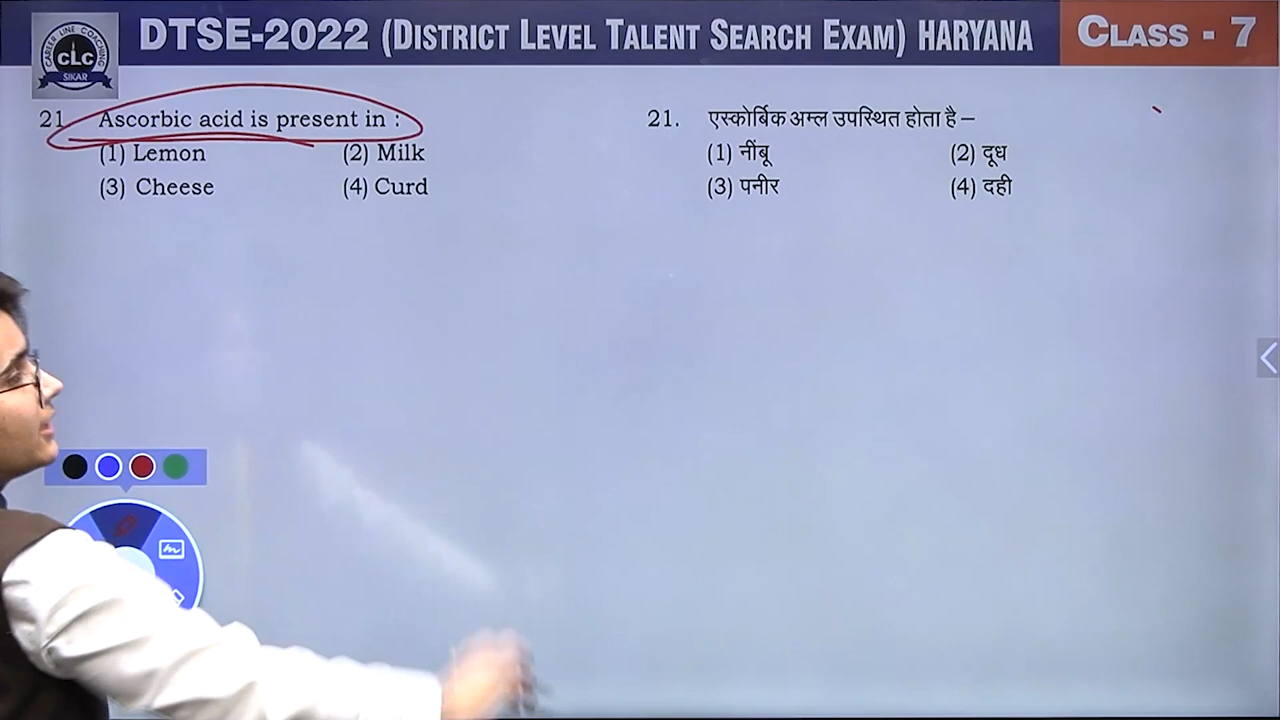 DTSE-2022 (DISTRICT LEVEL TALENT SEARCH EXAM) HARYANA
CLASS - 7
CAREER LINE COACHING
CLC
SIKAR
21. Ascorbic acid is present in :
(1) Lemon (2) Milk
(3) Cheese (4) Curd
21. एस्कोर्बिक अम्ल उपस्थित होता है –
(1) नींबू (2) दूध
(3) पनीर (4) दही